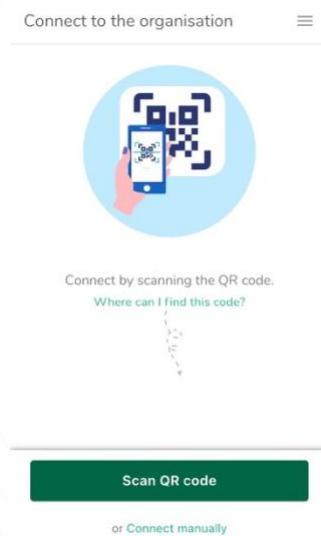 Connect to the organisation
Connect by scanning the QR code.
Where can I find this code?
Scan QR code
or Connect manually